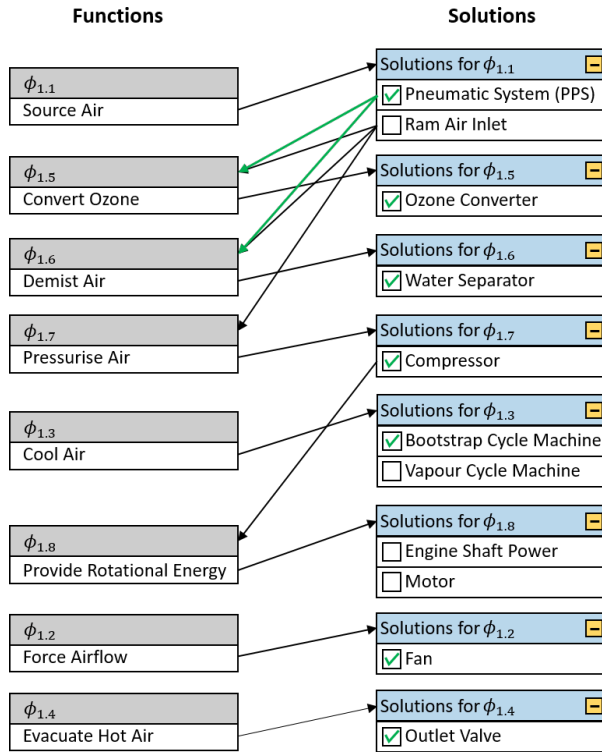 Functions
Solutions
ϕ1.1
Source Air
Solutions for ϕ1.1
Pneumatic System (PPS)
Ram Air Inlet
ϕ1.5
Convert Ozone
Solutions for ϕ1.5
Ozone Converter
ϕ1.6
Demist Air
Solutions for ϕ1.6
Water Separator
ϕ1.7
Pressurise Air
Solutions for ϕ1.7
Compressor
ϕ1.3
Cool Air
Solutions for ϕ1.3
Bootstrap Cycle Machine
Vapour Cycle Machine
ϕ1.8
Provide Rotational Energy
Solutions for ϕ1.8
Engine Shaft Power
Motor
ϕ1.2
Force Airflow
Solutions for ϕ1.2
Fan
ϕ1.4
Evacuate Hot Air
Solutions for ϕ1.4
Outlet Valve